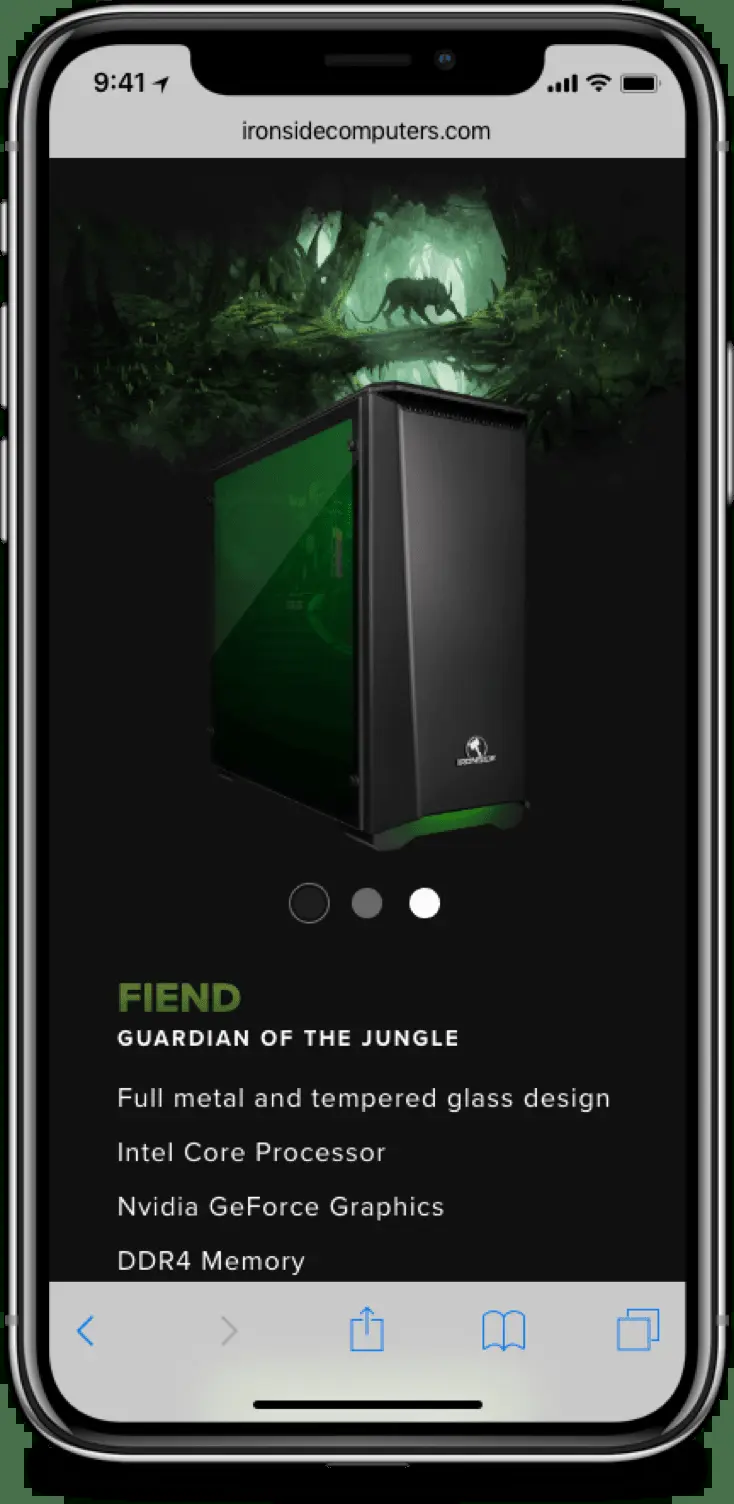 9:41
ironsidecomputers.com
IRONSIDE
FIEND
GUARDIAN OF THE JUNGLE
Full metal and tempered glass design
Intel Core Processor
Nvidia GeForce Graphics
DDR4 Memory